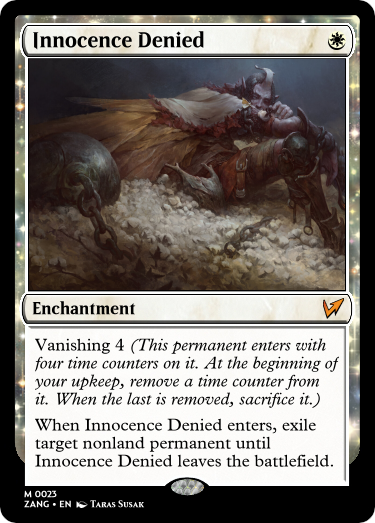 Innocence Denied
Enchantment
Vanishing 4 (This permanent enters with
four time counters on it. At the beginning of
your upkeep, remove a time counter from
it. When the last is removed, sacrifice it.)
When Innocence Denied enters, exile
target nonland permanent until
Innocence Denied leaves the battlefield.
M 0023
ZANG • EN Taras Susak